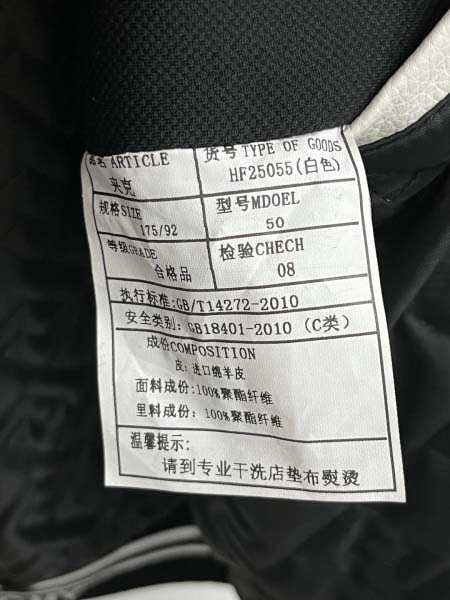 品名 ARTICLE
夹克
货号 TYPE OF GOODS
HF25055(白色)
规格SIZE
175/92
型号MDOEL
50
等级GRADE
合格品
检验CHECH
08
执行标准:GB/T14272-2010
安全类别: GB18401-2010 (C类)
成份COMPOSITION
皮: 进口绵羊皮
面料成份: 100%聚酯纤维
里料成份: 100%聚酯纤维
温馨提示:
请到专业干洗店垫布熨烫